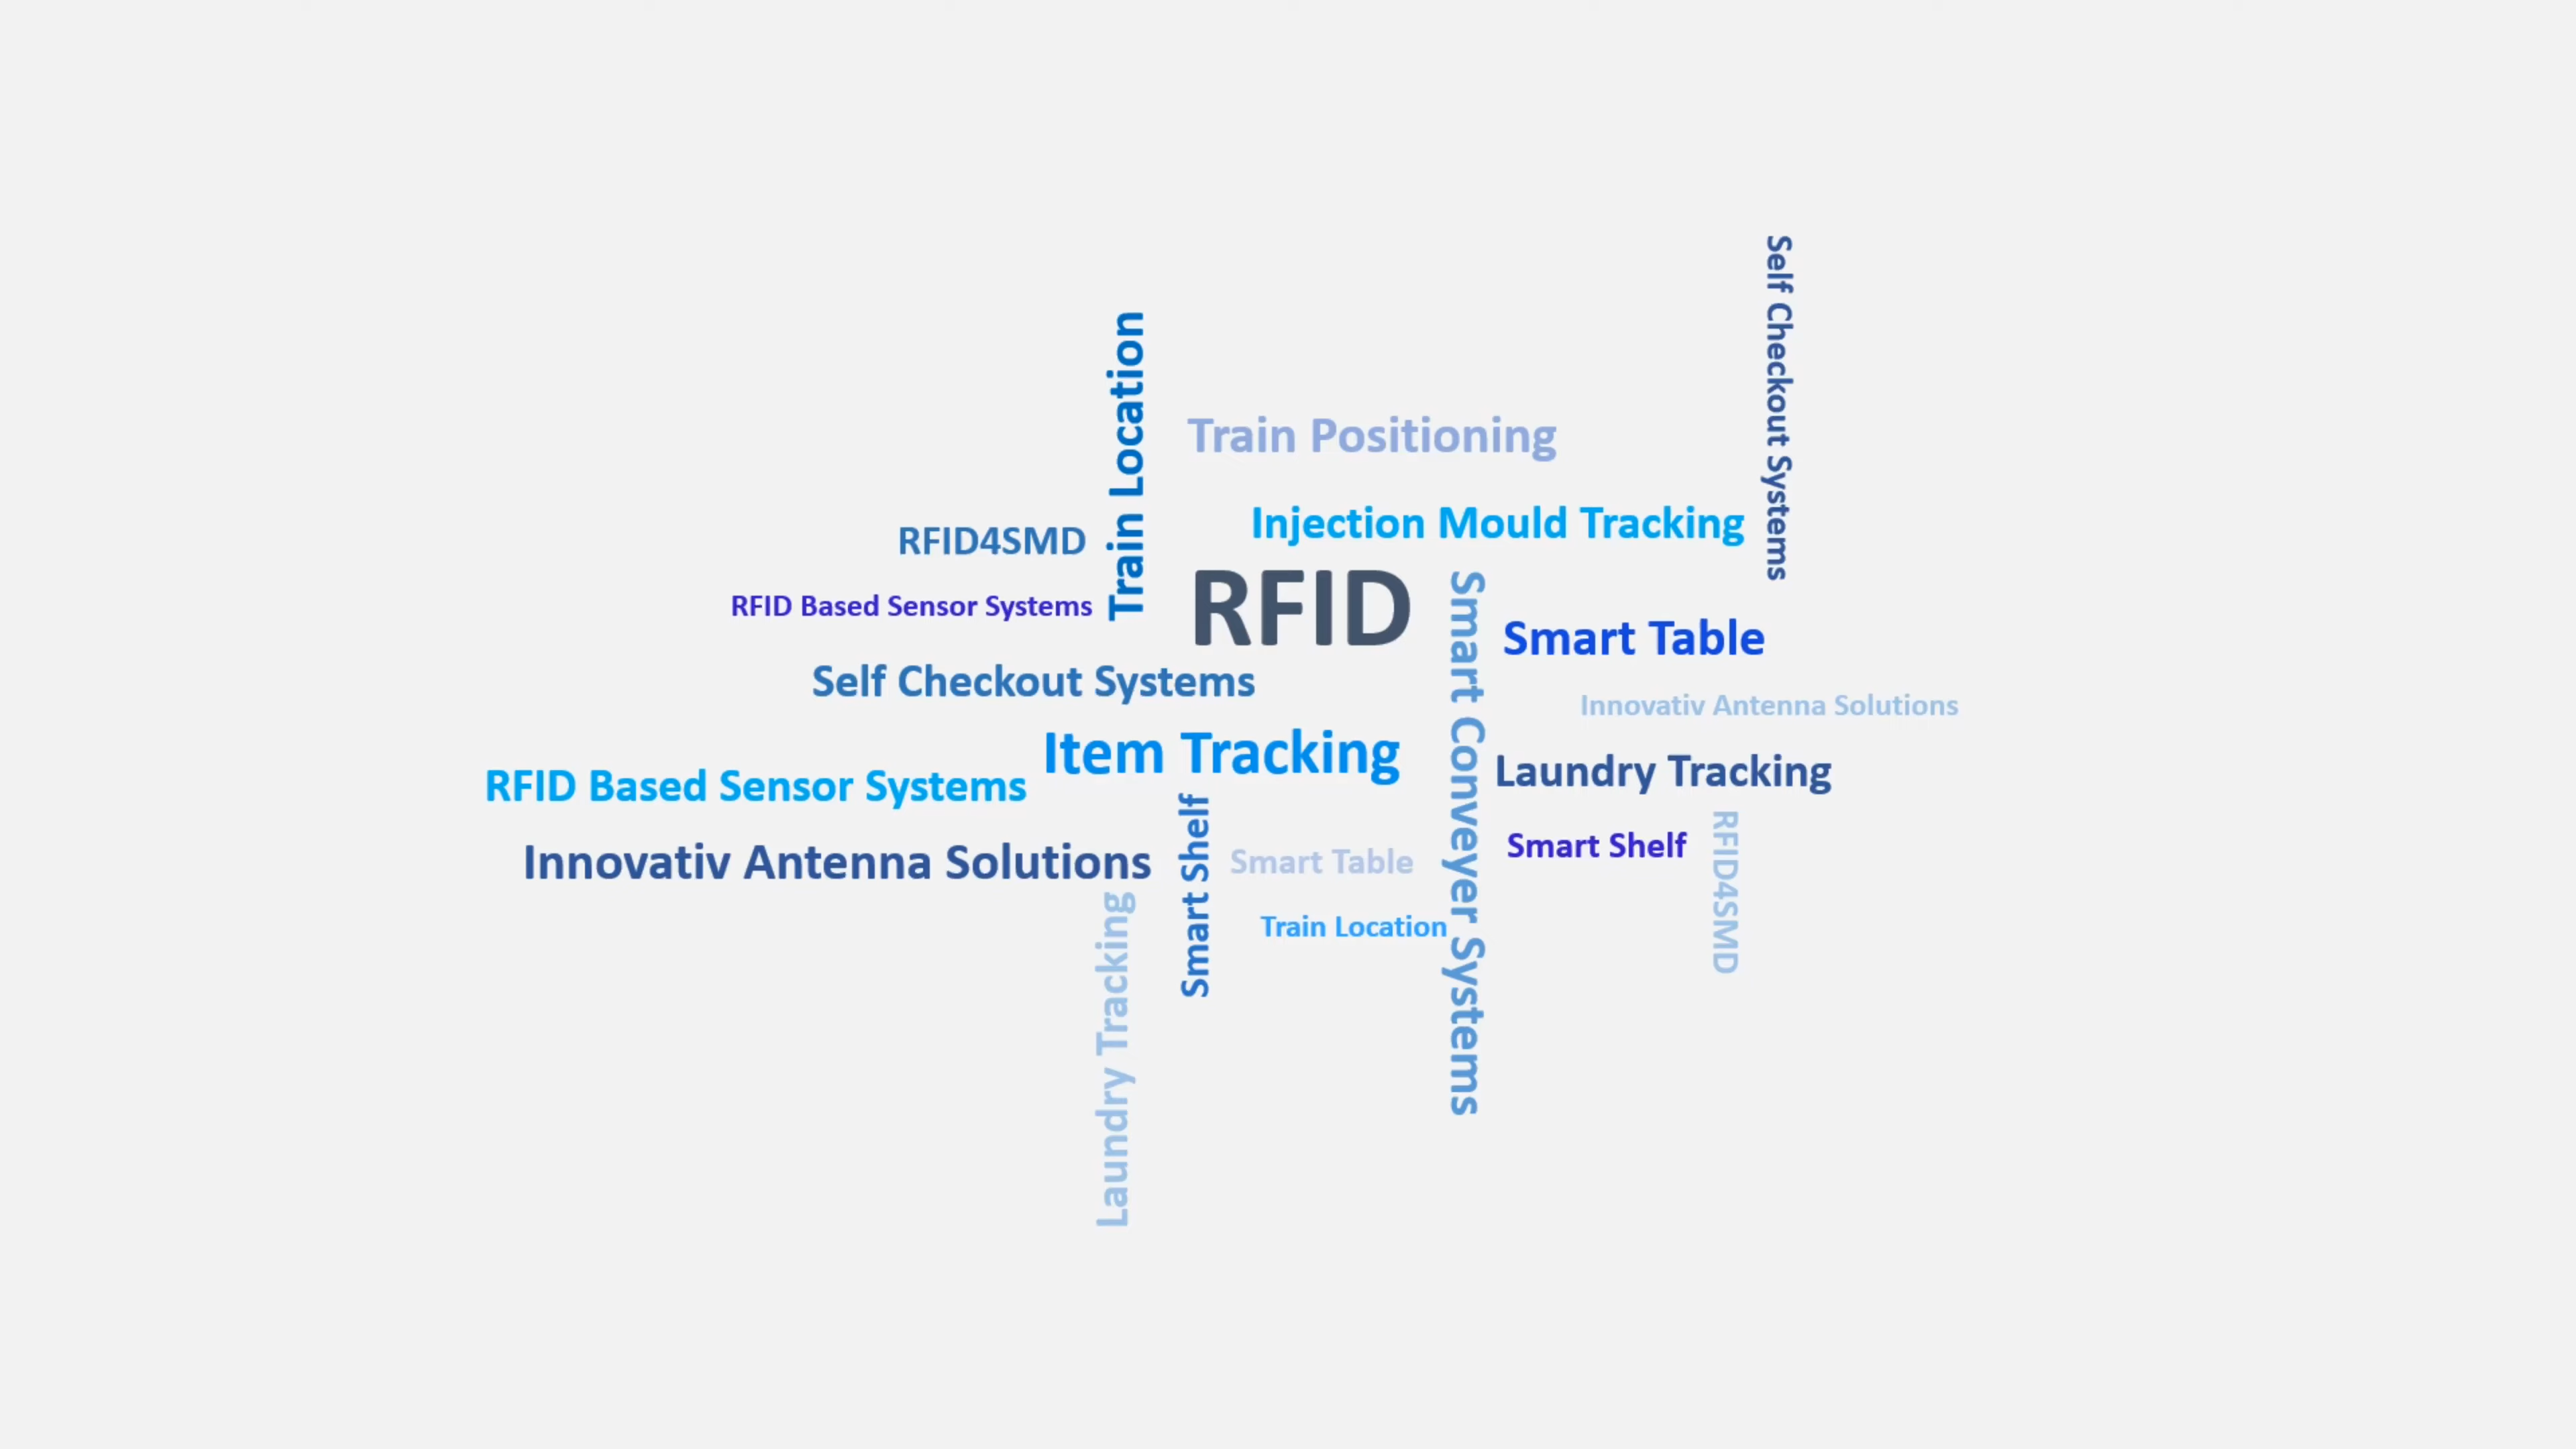 Self Checkout Systems
Train Location
Train Positioning
Injection Mould Tracking
RFID4SMD
RFID
RFID Based Sensor Systems
Smart Conveyer Systems
Smart Table
Self Checkout Systems
Innovativ Antenna Solutions
Item Tracking
Laundry Tracking
RFID Based Sensor Systems
Smart Shelf
Smart Shelf
RFID4SMD
Innovativ Antenna Solutions
Smart Table
Laundry Tracking
Train Location